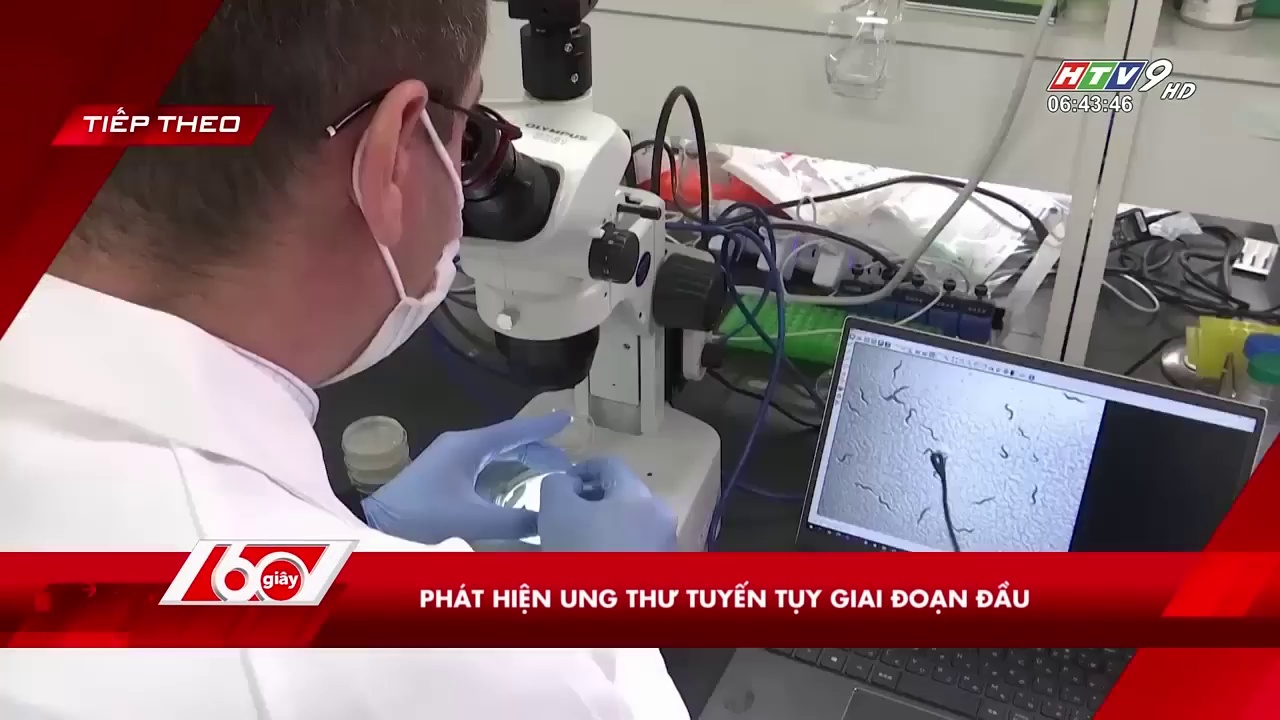 HTV9 HD
06:43:46
TIẾP THEO
OLYMPUS
60 giây
PHÁT HIỆN UNG THƯ TUYẾN TỤY GIAI ĐOẠN ĐẦU